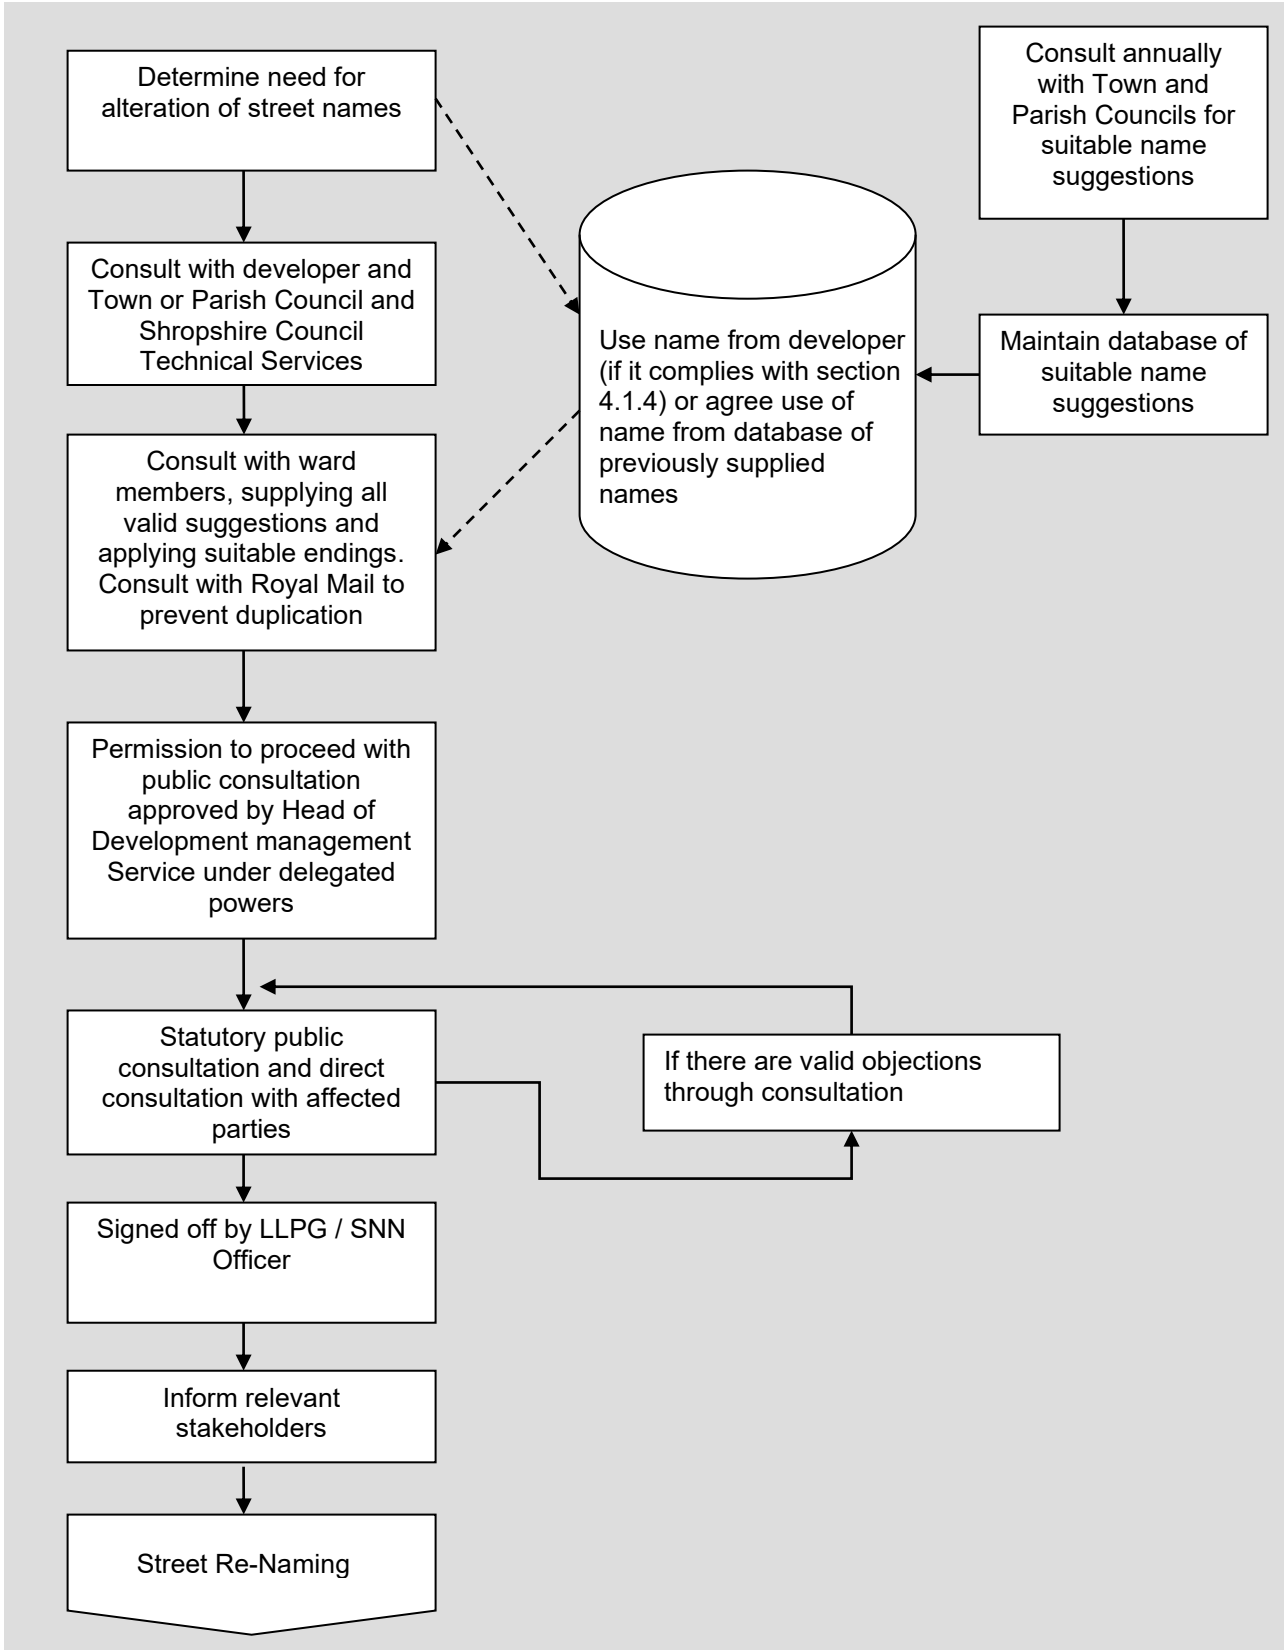 Determine need for
alteration of street names
Consult with developer and
Town or Parish Council and
Shropshire Council
Technical Services
Consult with ward
members, supplying all
valid suggestions and
applying suitable endings.
Consult with Royal Mail to
prevent duplication
Permission to proceed with
public consultation
approved by Head of
Development management
Service under delegated
powers
Statutory public
consultation and direct
consultation with affected
parties
Signed off by LLPG / SNN
Officer
Inform relevant
stakeholders
Street Re-Naming
Use name from developer
(if it complies with section
4.1.4) or agree use of
name from database of
previously supplied
names
If there are valid objections
through consultation
Consult annually
with Town and
Parish Councils for
suitable name
suggestions
Maintain database of
suitable name
suggestions